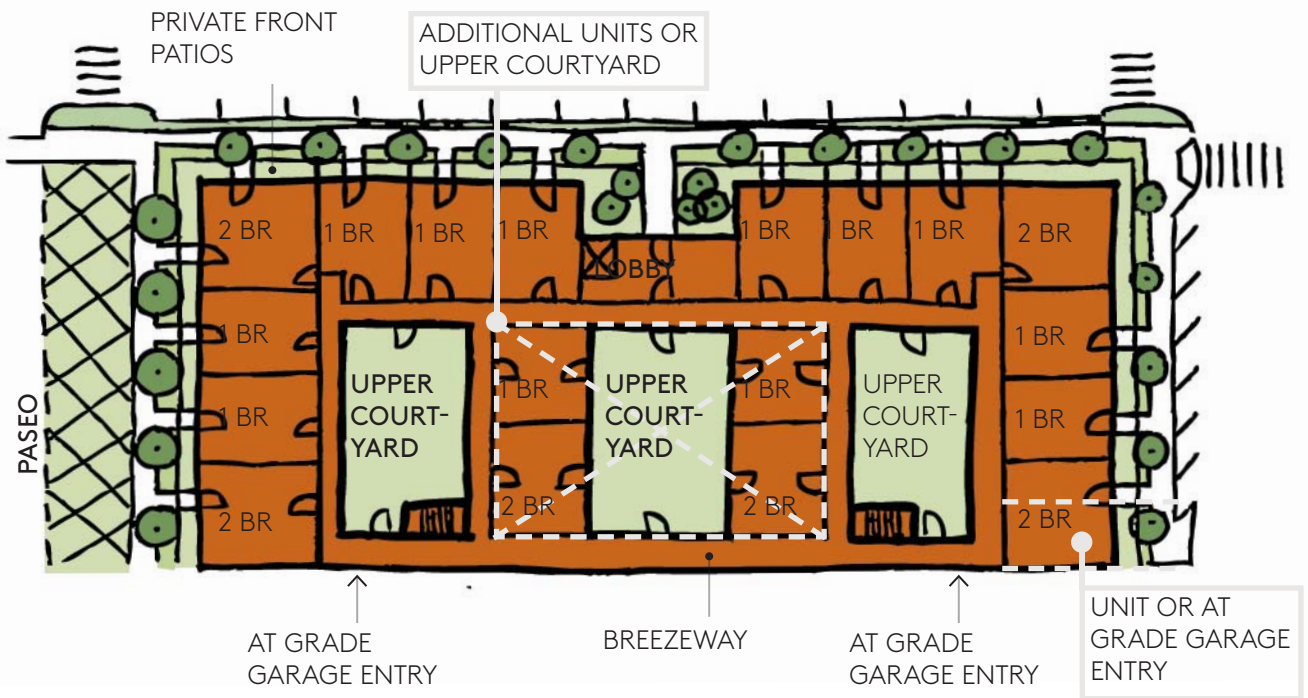 PRIVATE FRONT
PATIOS
ADDITIONAL UNITS OR
UPPER COURTYARD
2 BR
1 BR
1 BR
1 BR
LOBBY
1 BR
1 BR
1 BR
2 BR
1 BR
1 BR
2 BR
PASEO
UPPER
COURT-
YARD
1 BR
2 BR
UPPER
COURT-
YARD
1 BR
2 BR
UPPER
COURT-
YARD
1 BR
1 BR
2 BR
AT GRADE
GARAGE ENTRY
BREEZEWAY
AT GRADE
GARAGE ENTRY
UNIT OR AT
GRADE GARAGE
ENTRY